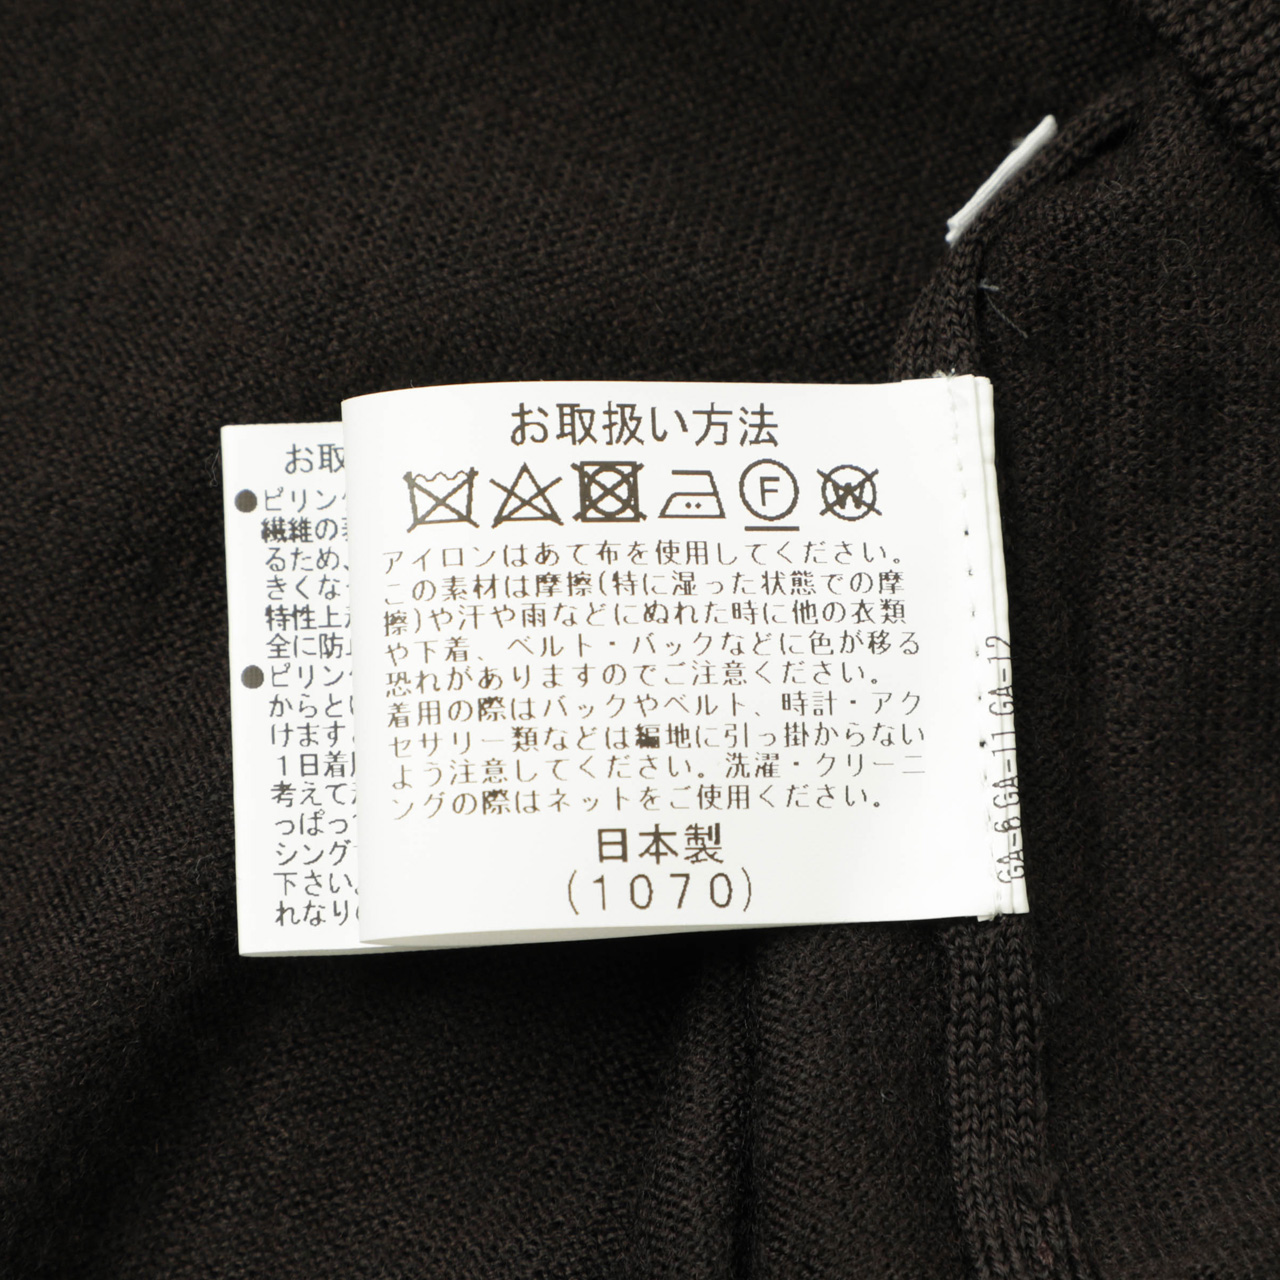 お取扱い方法
F
W
アイロンはあて布を使用してください。
この素材は摩擦(特に湿った状態での摩
擦)や汗や雨などにぬれた時に他の衣類
や下着、ベルト・バックなどに色が移る
恐れがありますのでご注意ください。
着用の際はバックやベルト、時計・アク
セサリー類などは編地に引っ掛からない
よう注意してください。洗濯・クリーニ
ングの際はネットをご使用ください。
日本製
(1070)
お取
●ピリン
繊維の
るため、
きくな
特性上
全に防
●ピリン
からと
けます
1日着
考えて
っぱっ
シング
下さい
れなり
GA-6 GA-11 GA-12